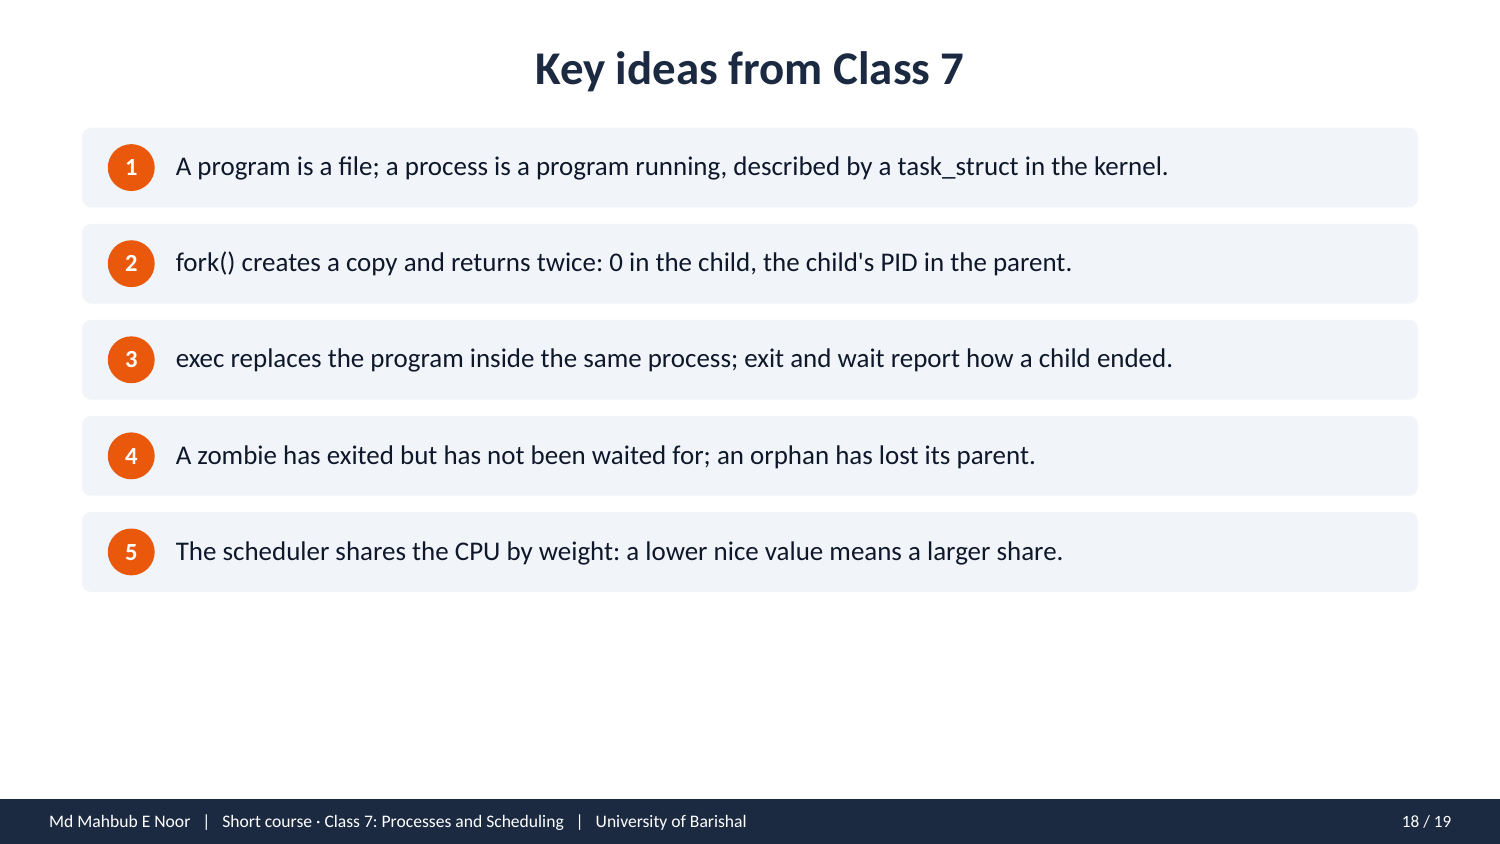 Key ideas from Class 7
1 A program is a file; a process is a program running, described by a task_struct in the kernel.
2 fork() creates a copy and returns twice: 0 in the child, the child's PID in the parent.
3 exec replaces the program inside the same process; exit and wait report how a child ended.
4 A zombie has exited but has not been waited for; an orphan has lost its parent.
5 The scheduler shares the CPU by weight: a lower nice value means a larger share.
Md Mahbub E Noor | Short course · Class 7: Processes and Scheduling | University of Barishal 18 / 19